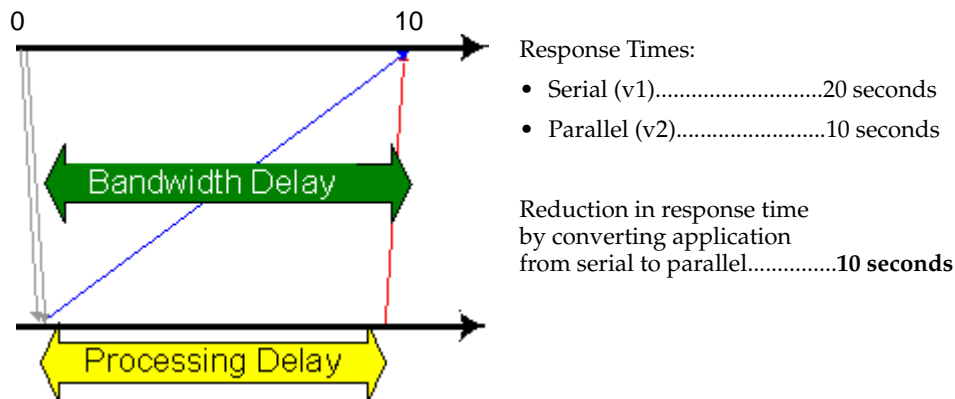 0
10
Bandwidth Delay
Processing Delay
Response Times:
• Serial (v1)............................20 seconds
• Parallel (v2).........................10 seconds
Reduction in response time
by converting application
from serial to parallel...............10 seconds